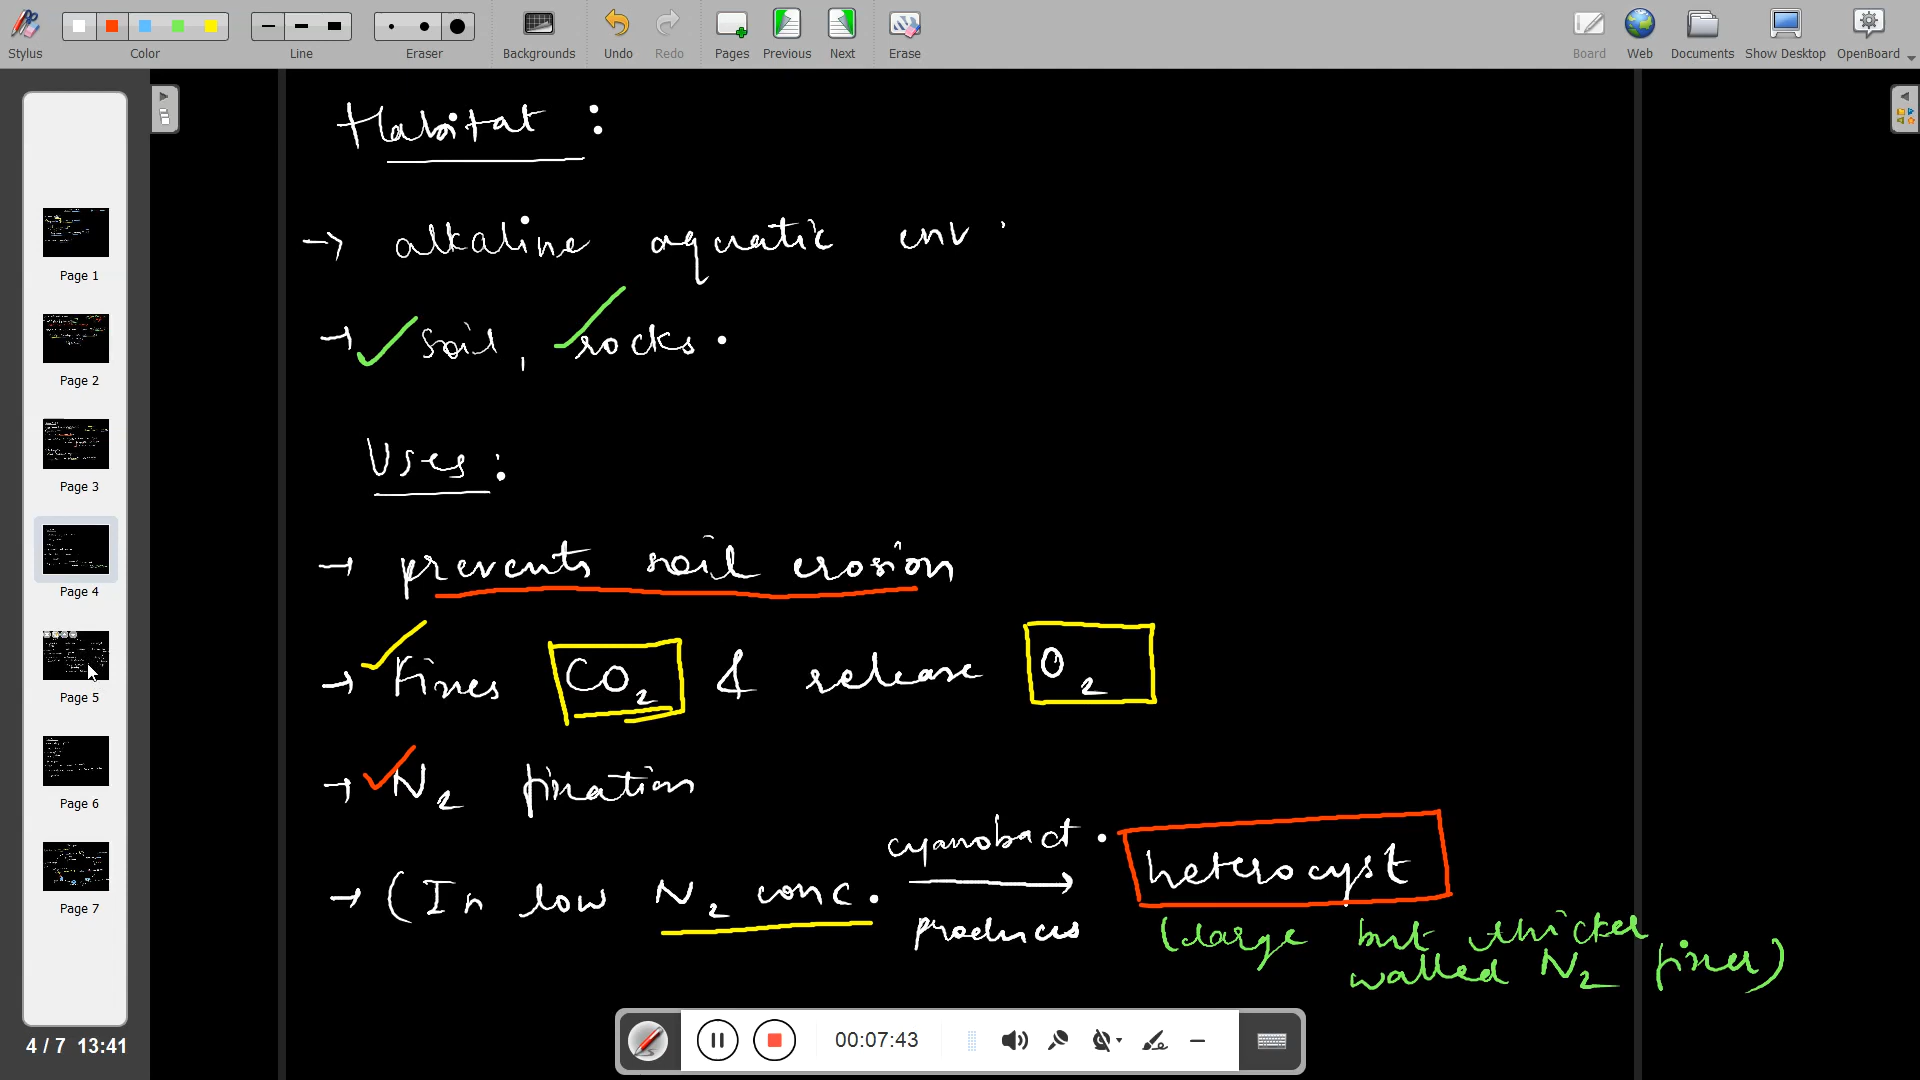 Stylus Color Line Eraser Backgrounds Undo Redo Pages Previous Next Erase Board Web Documents Show Desktop OpenBoard
Page 1
Page 2
Page 3
Page 4
Page 5
Page 6
Page 7
4 / 7 13:41
Habitat :
→ alkaline aquatic env.
→ Soil, rocks.
Uses :
→ prevents soil erosion
→ Fixes CO2 & release O2
→ N2 fixation
→ (In low N2 conc. cyanobact. produces → heterocyst
(large but thicker
walled N2 fixer)
00:07:43